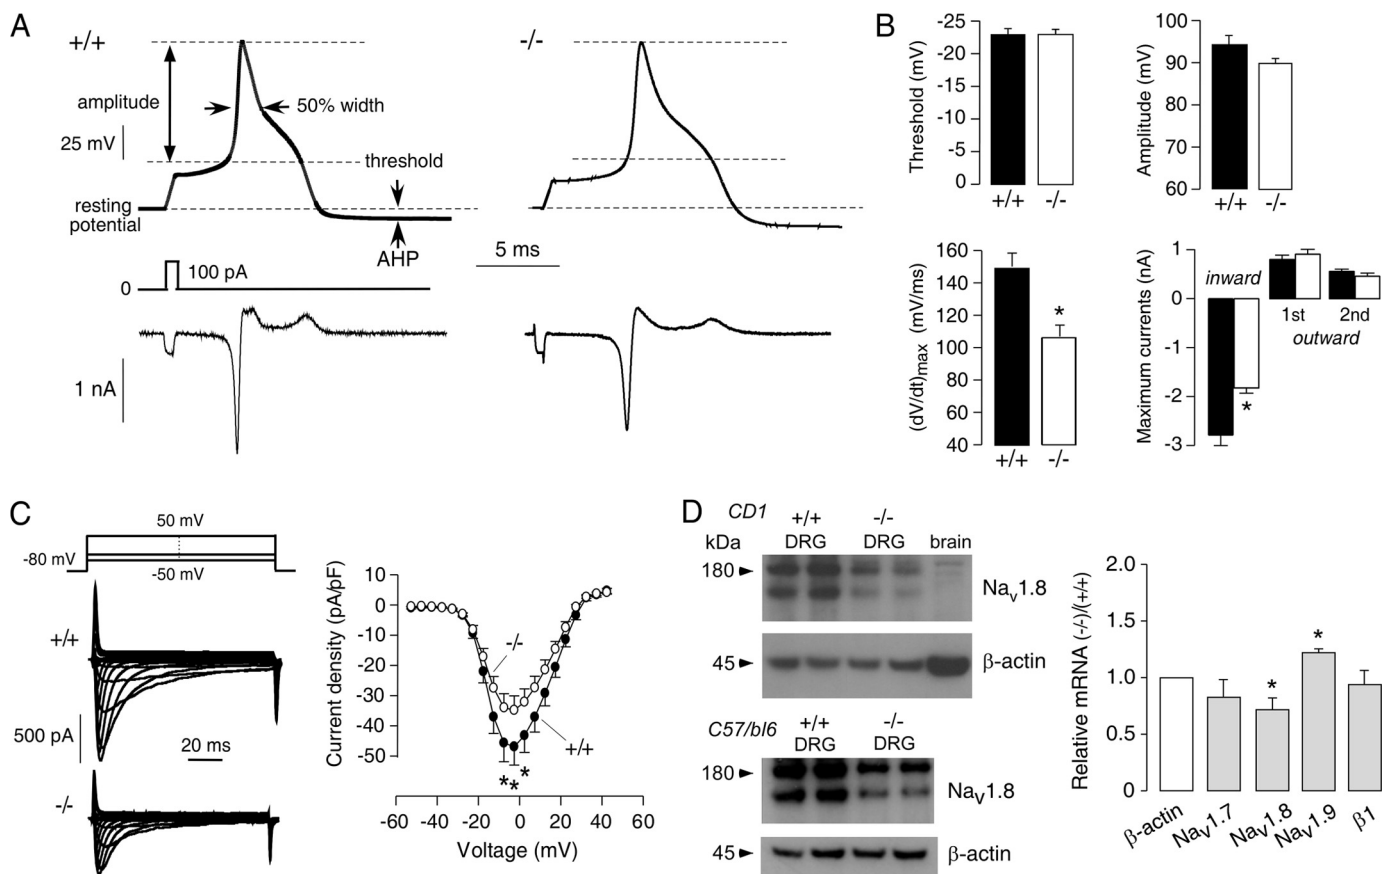 A
+/+
-/-
amplitude
50% width
25 mV
threshold
resting
potential
AHP
5 ms
100 pA
0
1 nA
B
Threshold (mV)
-25
-20
-15
-10
-5
0
+/+ -/-
Amplitude (mV)
100
90
80
70
60
+/+ -/-
(dV/dt)max (mV/ms)
160
140
120
100
80
60
40
*
+/+ -/-
Maximum currents (nA)
1
0
-1
-2
-3
inward
1st 2nd
outward
*
C
50 mV
-80 mV
-50 mV
+/+
500 pA
20 ms
-/-
Current density (pA/pF)
10
0
-10
-20
-30
-40
-50
-/-
+/+
* * *
-60 -40 -20 0 20 40 60
Voltage (mV)
D
CD1
+/+ -/-
kDa DRG DRG brain
180
Nav1.8
45
β-actin
C57/bl6
+/+ -/-
DRG DRG
180
Nav1.8
45
β-actin
Relative mRNA (-/-)/(+/+)
2.0
1.5
1.0
0.5
0
*
*
β-actin
Nav1.7
Nav1.8
Nav1.9
β1